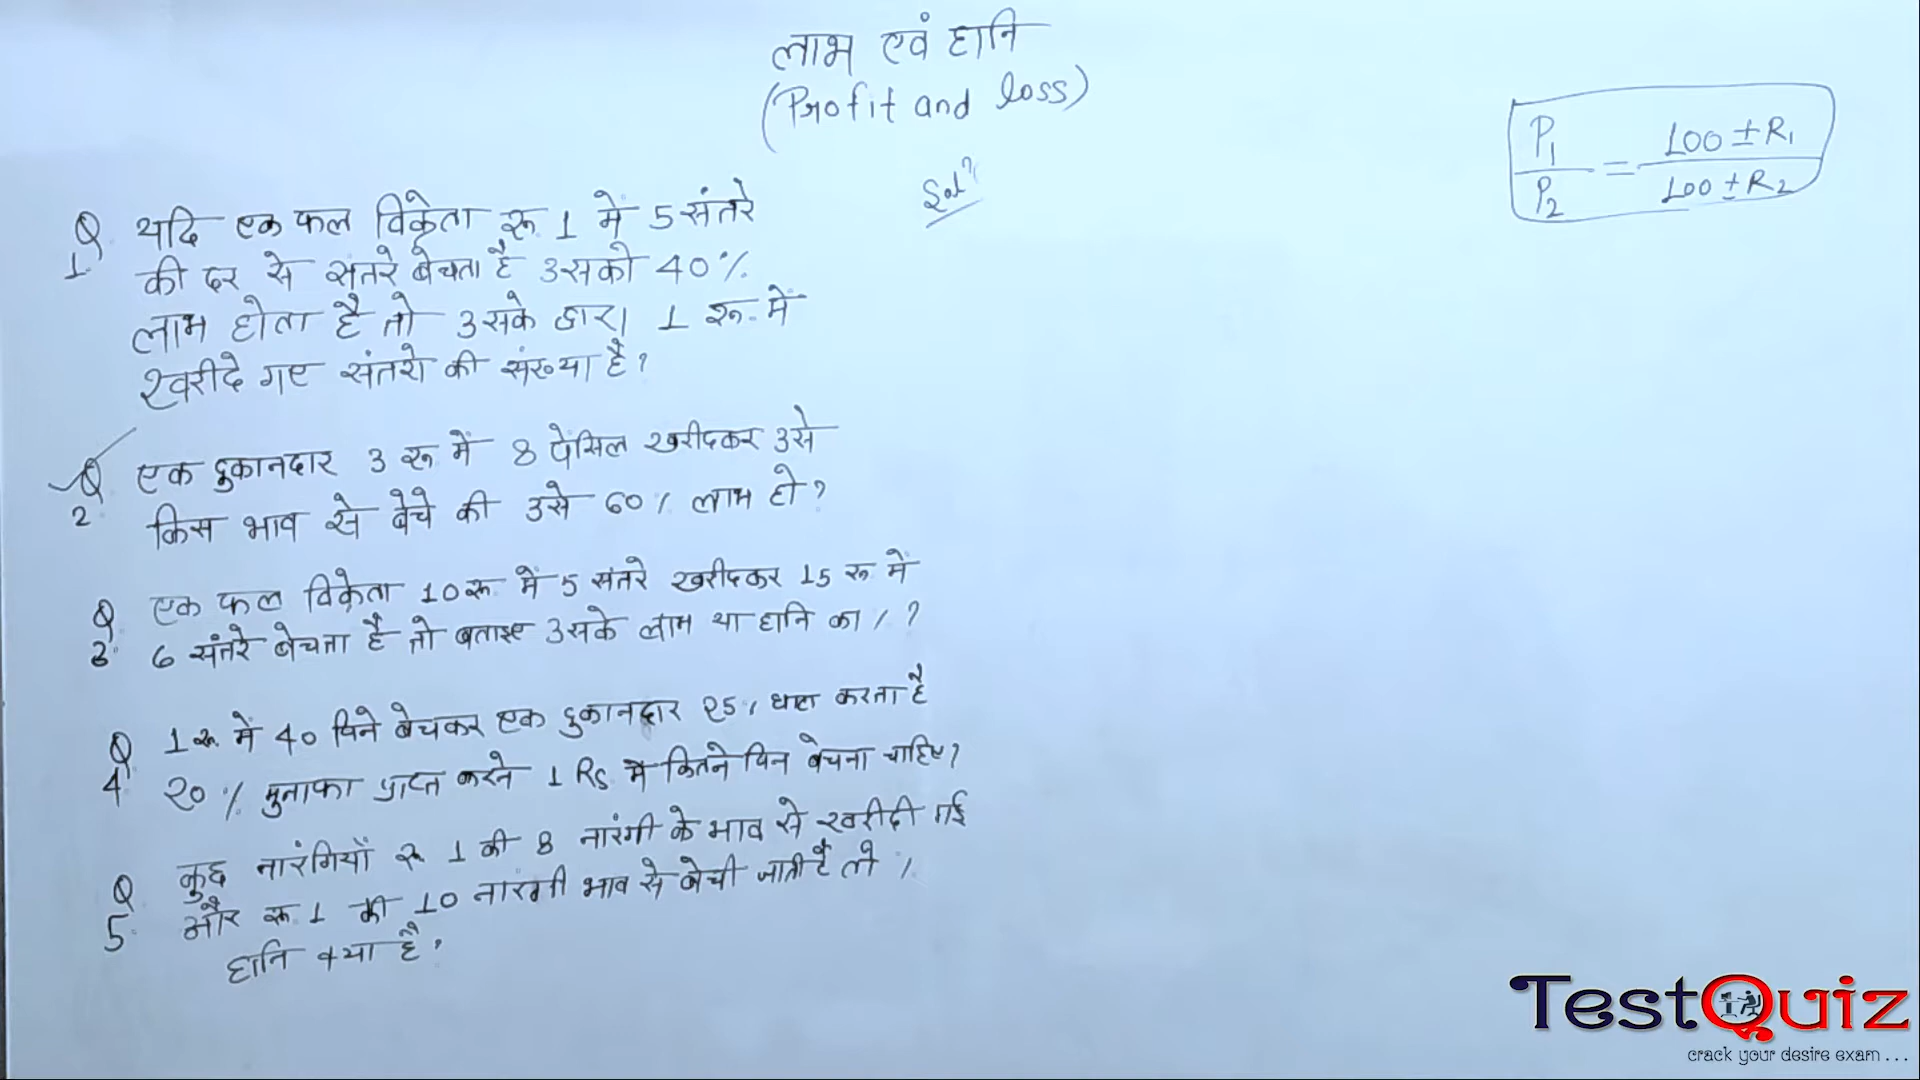 लाभ एवं हानि
(Profit and loss)
P1/P2 = 100 ± R1/100 ± R2
Solⁿ
Q 1. यदि एक फल विक्रेता रू 1 में 5 संतरे
की दर से संतरे बेचता है उसको 40%
लाभ होता है तो उसके द्वारा 1 रू. में
खरीदे गए संतरो की संख्या है?
Q 2. एक दुकानदार 3 रू में 8 पेंसिल खरीदकर उसे
किस भाव से बेचे की उसे 60% लाभ हो?
Q 3. एक फल विक्रेता 10रू में 5 संतरे खरीदकर 15 रू में
6 संतरे बेचता है तो बताइए उसके लाभ या हानि का % ?
Q 4. 1रू. में 40 पिने बेचकर एक दुकानदार 25% घाटा करता है
20 % मुनाफा प्राप्त करने 1 Rs में कितने पिन बेचना चाहिए?
Q 5. कुछ नारंगियाँ रू 1 की 8 नारंगी के भाव से खरीदी गई
और रू. 1 की 10 नारंगी भाव से बेची जाती है तो %
हानि क्या है?
TestQuiz
crack your desire exam . . .